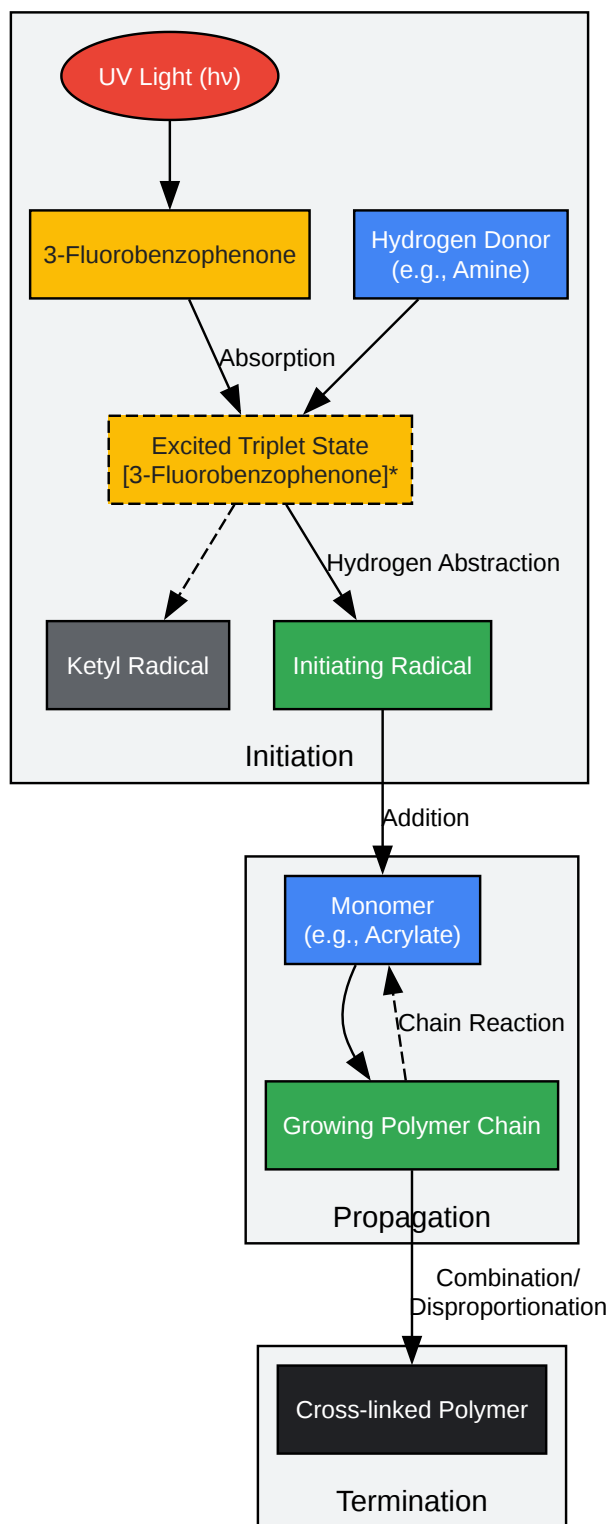 UV Light (hν)
3-Fluorobenzophenone
Hydrogen Donor
(e.g., Amine)
Absorption
Excited Triplet State
[3-Fluorobenzophenone]*
Hydrogen Abstraction
Ketyl Radical
Initiating Radical
Initiation
Addition
Monomer
(e.g., Acrylate)
Chain Reaction
Growing Polymer Chain
Propagation
Combination/
Disproportionation
Cross-linked Polymer
Termination